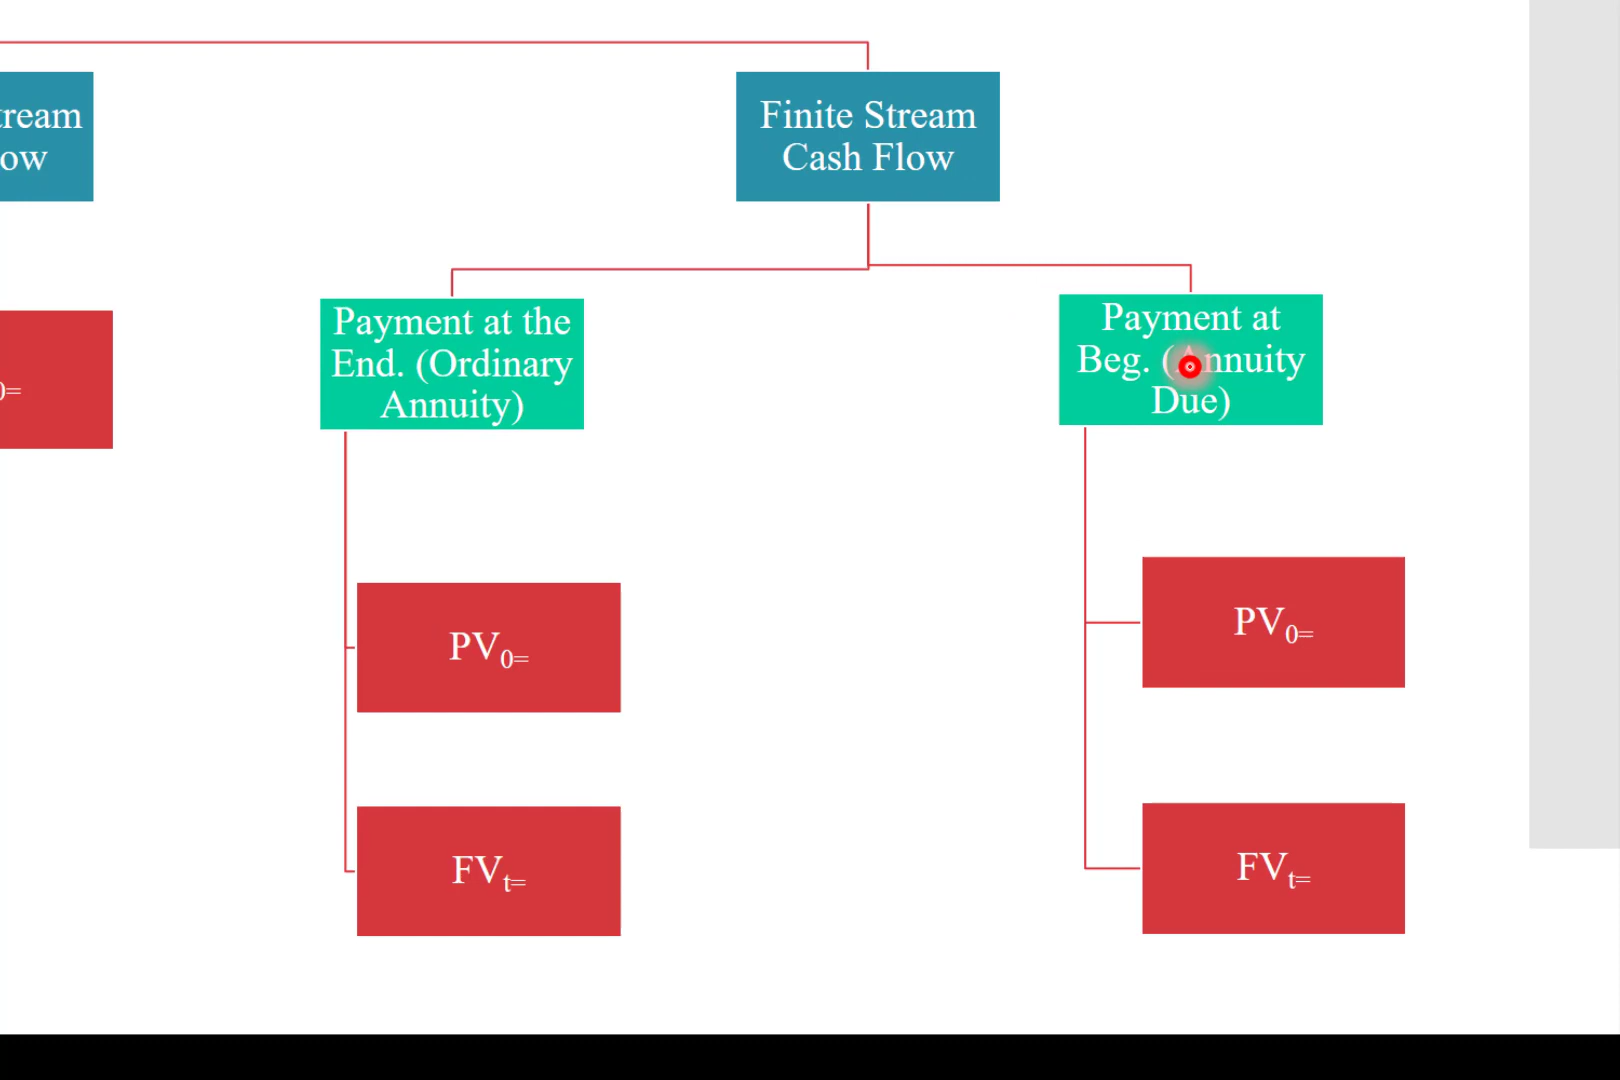 tream
ow
Finite Stream
Cash Flow
Payment at the
End. (Ordinary
Annuity)
Payment at
Beg. (Annuity
Due)
0=
PV0=
FVt=
PV0=
FVt=